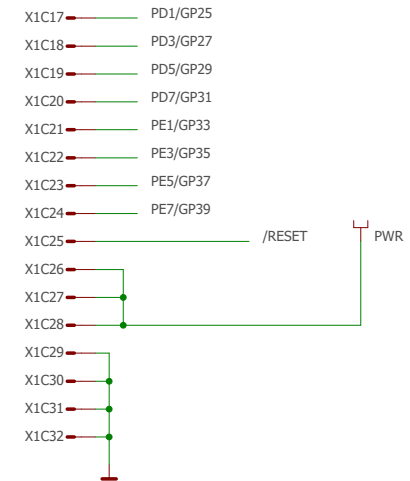 X1C17 PD1/GP25
X1C18 PD3/GP27
X1C19 PD5/GP29
X1C20 PD7/GP31
X1C21 PE1/GP33
X1C22 PE3/GP35
X1C23 PE5/GP37
X1C24 PE7/GP39
X1C25 /RESET PWR
X1C26
X1C27
X1C28
X1C29
X1C30
X1C31
X1C32